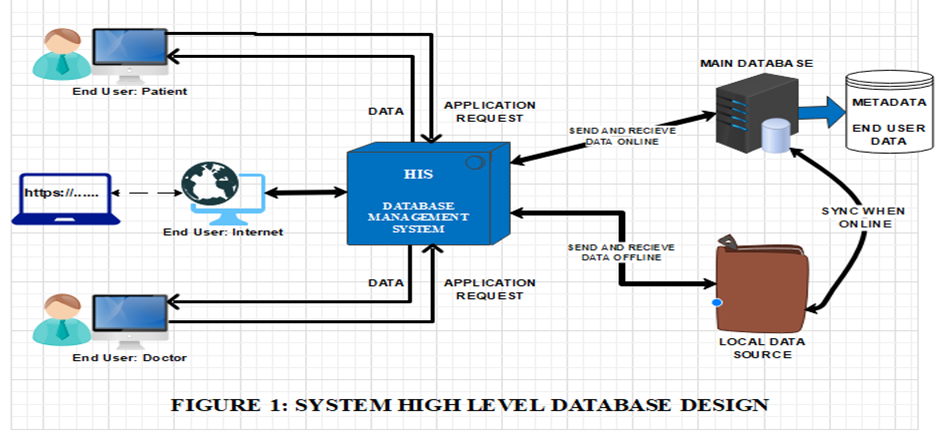 End User: Patient
DATA
APPLICATION
REQUEST
MAIN DATABASE
METADATA
END USER
DATA
SEND AND RECIEVE
DATA ONLINE
HIS
DATABASE
MANAGEMENT
SYSTEM
https://......
End User: Internet
SYNC WHEN
ONLINE
SEND AND RECIEVE
DATA OFFLINE
DATA
APPLICATION
REQUEST
LOCAL DATA
SOURCE
End User: Doctor
FIGURE 1: SYSTEM HIGH LEVEL DATABASE DESIGN